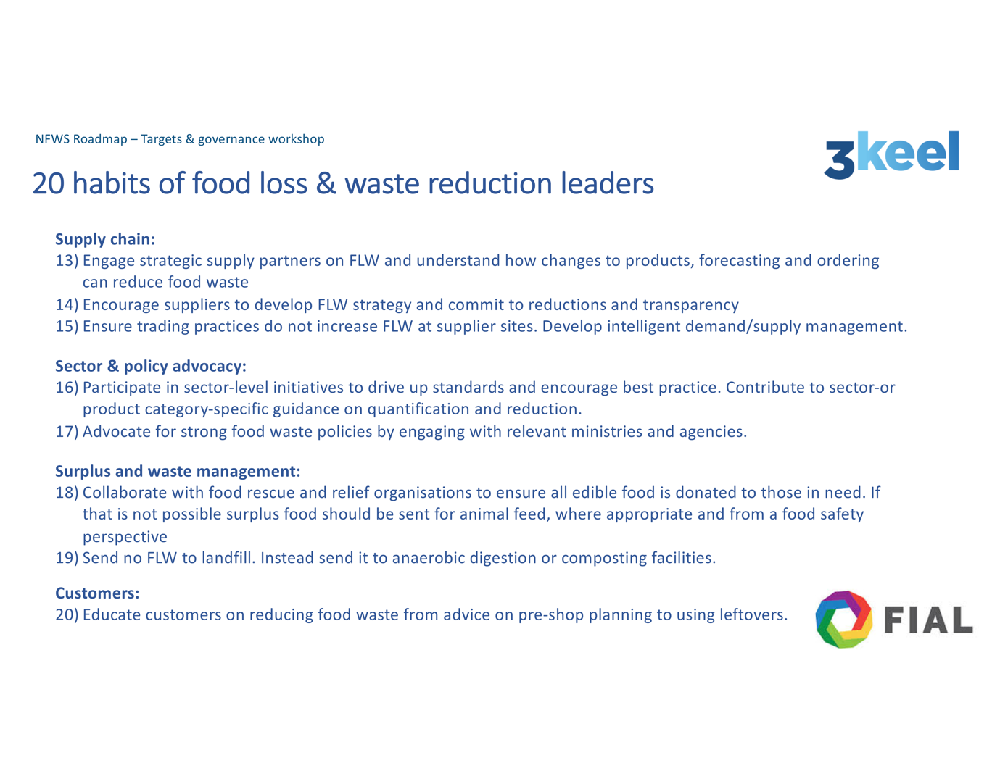 NFWS Roadmap – Targets & governance workshop
3keel
20 habits of food loss & waste reduction leaders
Supply chain:
13) Engage strategic supply partners on FLW and understand how changes to products, forecasting and ordering
can reduce food waste
14) Encourage suppliers to develop FLW strategy and commit to reductions and transparency
15) Ensure trading practices do not increase FLW at supplier sites. Develop intelligent demand/supply management.
Sector & policy advocacy:
16) Participate in sector-level initiatives to drive up standards and encourage best practice. Contribute to sector-or
product category-specific guidance on quantification and reduction.
17) Advocate for strong food waste policies by engaging with relevant ministries and agencies.
Surplus and waste management:
18) Collaborate with food rescue and relief organisations to ensure all edible food is donated to those in need. If
that is not possible surplus food should be sent for animal feed, where appropriate and from a food safety
perspective
19) Send no FLW to landfill. Instead send it to anaerobic digestion or composting facilities.
Customers:
20) Educate customers on reducing food waste from advice on pre-shop planning to using leftovers.
FIAL